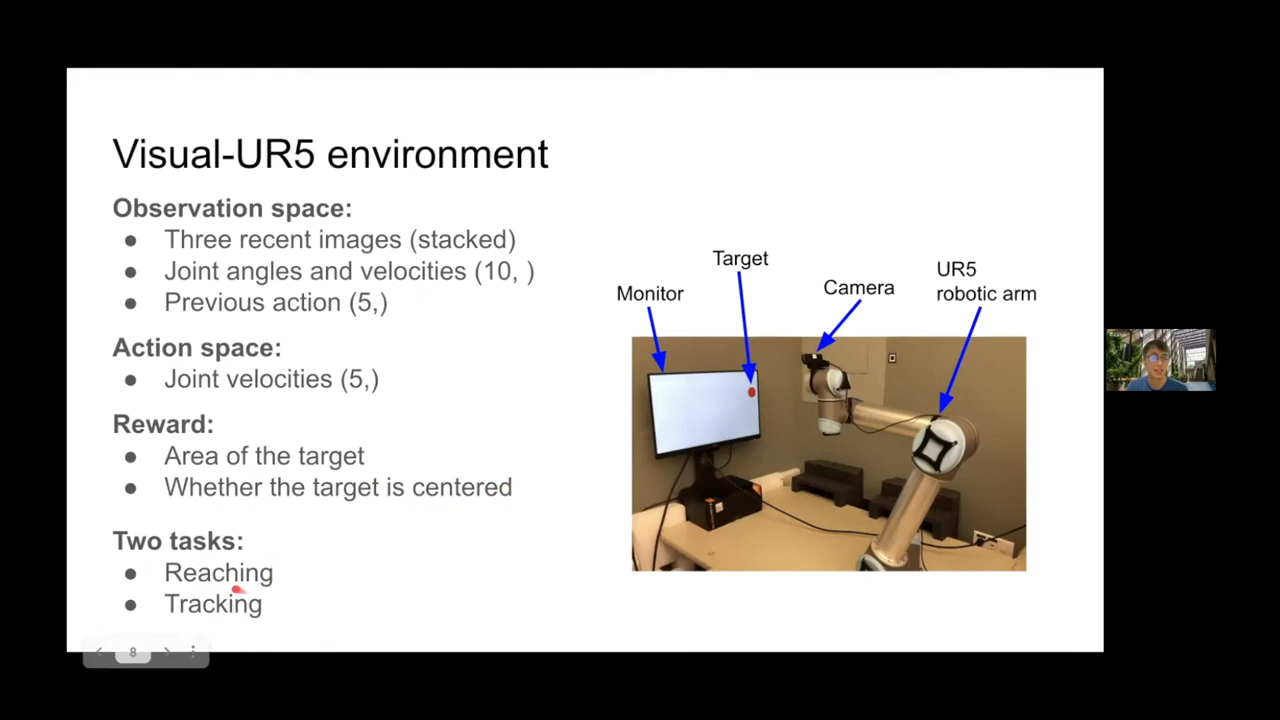 Visual-UR5 environment
Observation space:
● Three recent images (stacked)
● Joint angles and velocities (10, )
● Previous action (5,)
Action space:
● Joint velocities (5,)
Reward:
● Area of the target
● Whether the target is centered
Two tasks:
● Reaching
● Tracking
Monitor
Target
Camera
UR5
robotic arm
8